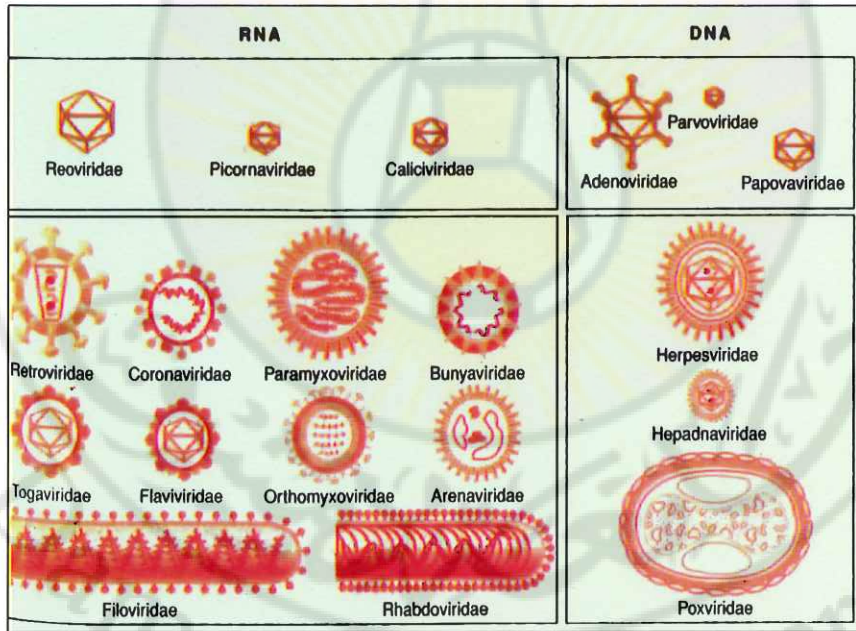 RNA
DNA
Reoviridae
Picornaviridae
Caliciviridae
Parvoviridae
Adenoviridae
Papovaviridae
Retroviridae
Coronaviridae
Paramyxoviridae
Bunyaviridae
Herpesviridae
Hepadnaviridae
Togaviridae
Flaviviridae
Orthomyxoviridae
Arenaviridae
Filoviridae
Rhabdoviridae
Poxviridae